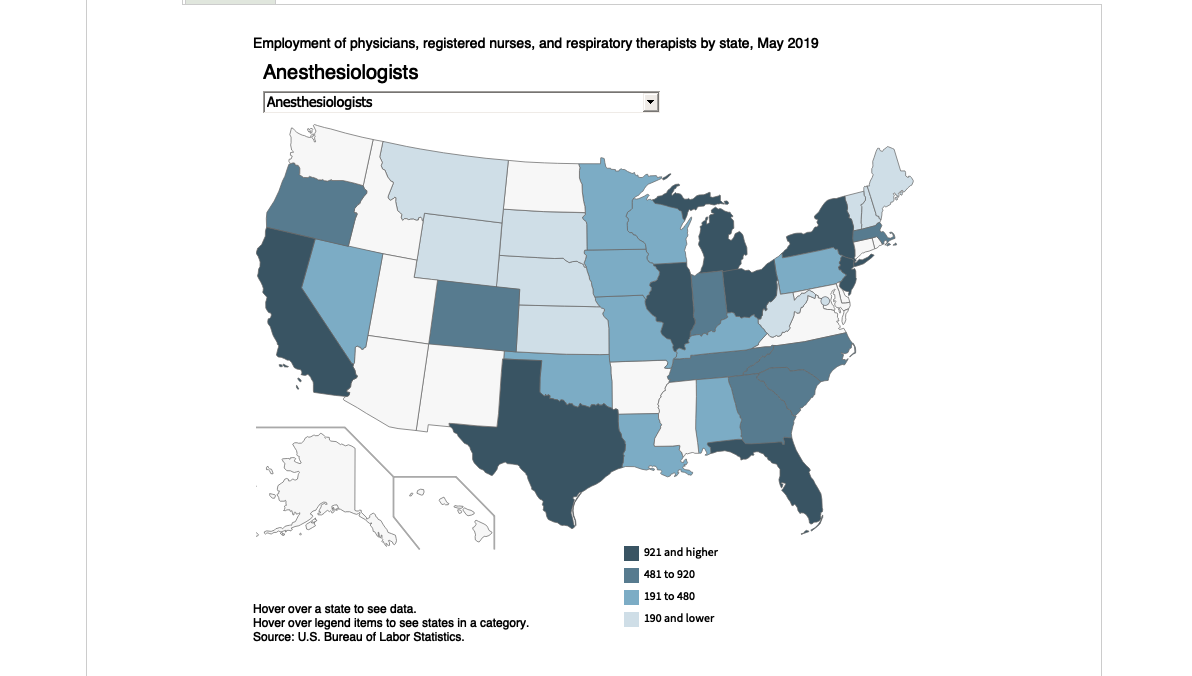 Employment of physicians, registered nurses, and respiratory therapists by state, May 2019
Anesthesiologists
Anesthesiologists
921 and higher
481 to 920
191 to 480
190 and lower
Hover over a state to see data.
Hover over legend items to see states in a category.
Source: U.S. Bureau of Labor Statistics.